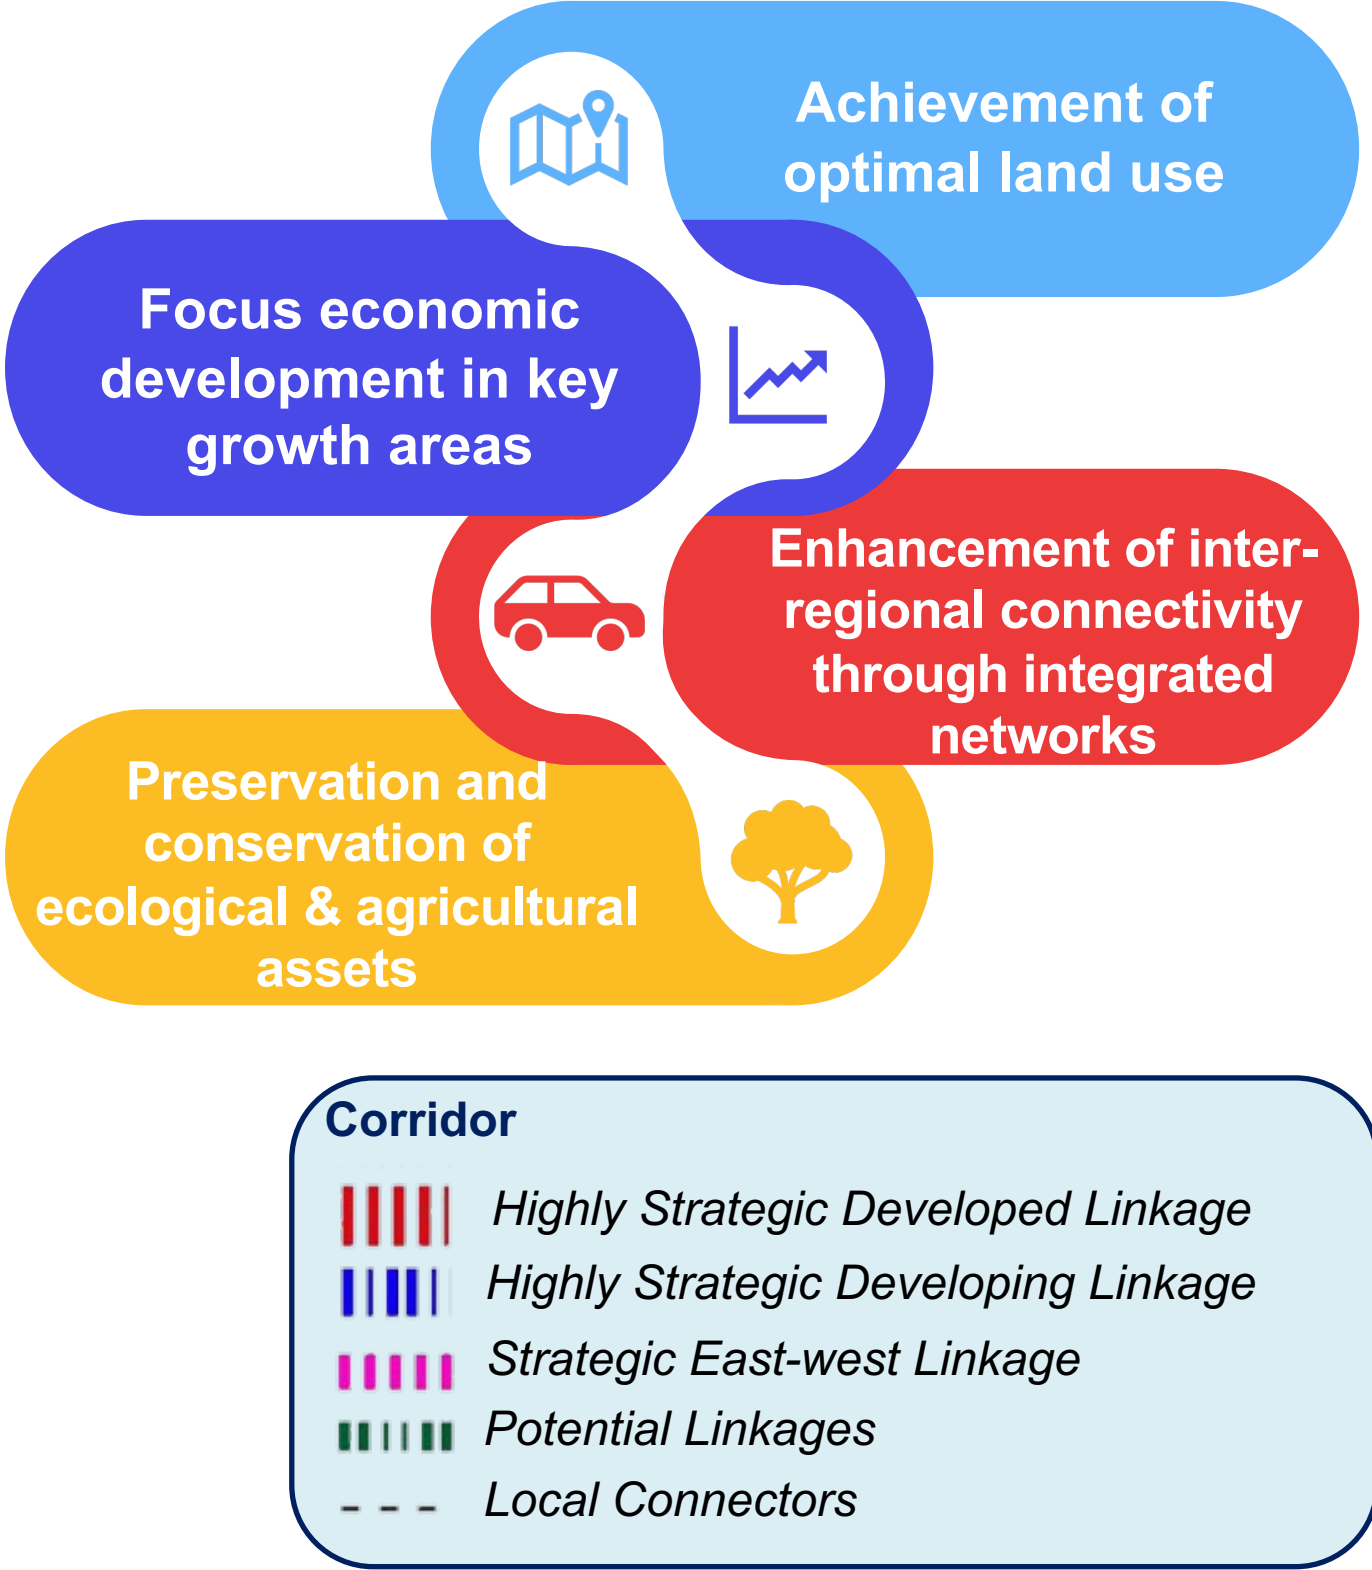 Achievement of
optimal land use
Focus economic
development in key
growth areas
Enhancement of inter-
regional connectivity
through integrated
networks
Preservation and
conservation of
ecological & agricultural
assets
Corridor
Highly Strategic Developed Linkage
Highly Strategic Developing Linkage
Strategic East-west Linkage
Potential Linkages
Local Connectors